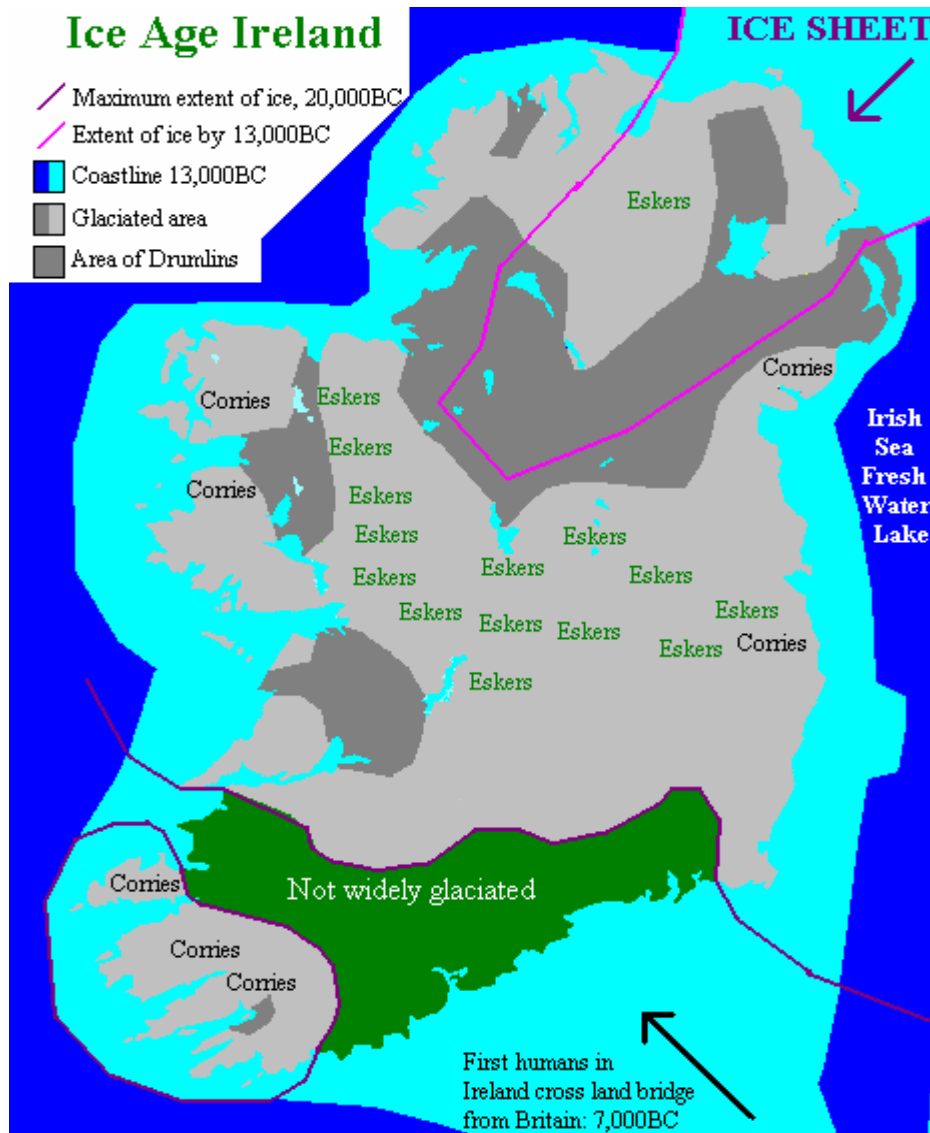 Ice Age Ireland
ICE SHEET
Maximum extent of ice, 20,000BC
Extent of ice by 13,000BC
Coastline 13,000BC
Glaciated area
Area of Drumlins
Eskers
Corries
Corries
Eskers
Irish
Sea
Fresh
Water
Lake
Eskers
Corries
Eskers
Eskers
Eskers
Eskers
Eskers
Eskers
Eskers
Eskers
Eskers
Eskers
Eskers
Corries
Eskers
Corries
Not widely glaciated
Corries
Corries
First humans in
Ireland cross land bridge
from Britain: 7,000BC